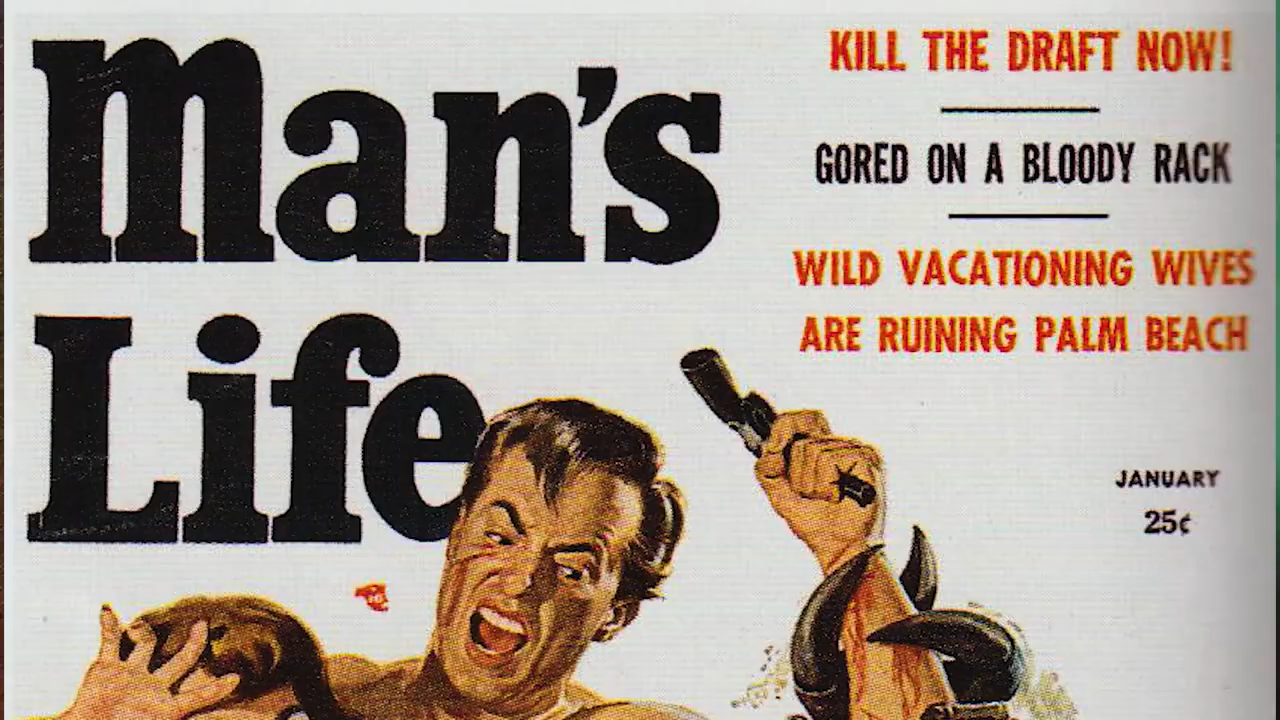 Man's
Life
KILL THE DRAFT NOW!
GORED ON A BLOODY RACK
WILD VACATIONING WIVES
ARE RUINING PALM BEACH
JANUARY
25¢